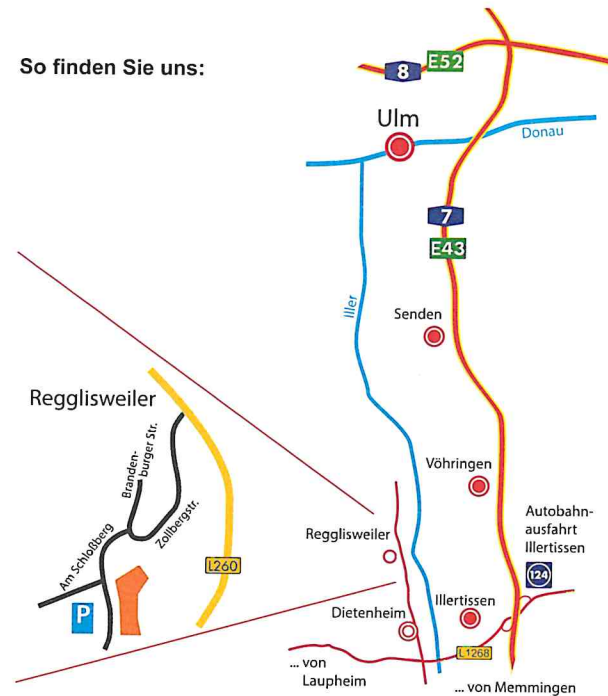 So finden Sie uns:
8
E52
Ulm
Donau
7
E43
Iller
Senden
Regglisweiler
Branden-
burger Str.
Zollbergstr.
Am Schloßberg
L260
P
Vöhringen
Autobahn-
ausfahrt
Illertissen
124
Regglisweiler
Dietenheim
Illertissen
L1268
... von
Laupheim
... von Memmingen